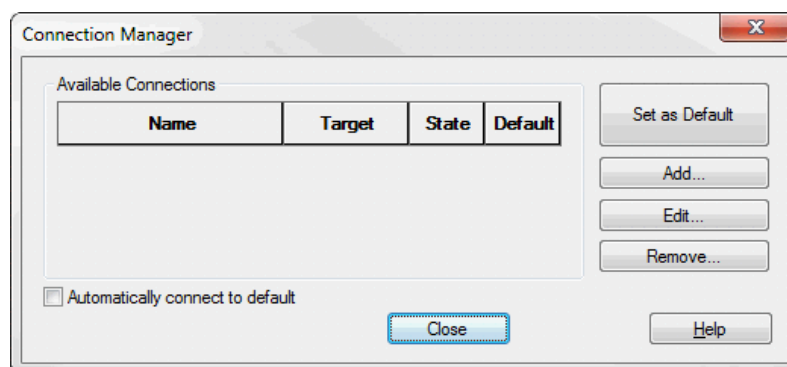 Connection Manager
Available Connections
Name Target State Default
Set as Default
Add...
Edit...
Remove...
Automatically connect to default
Close
Help